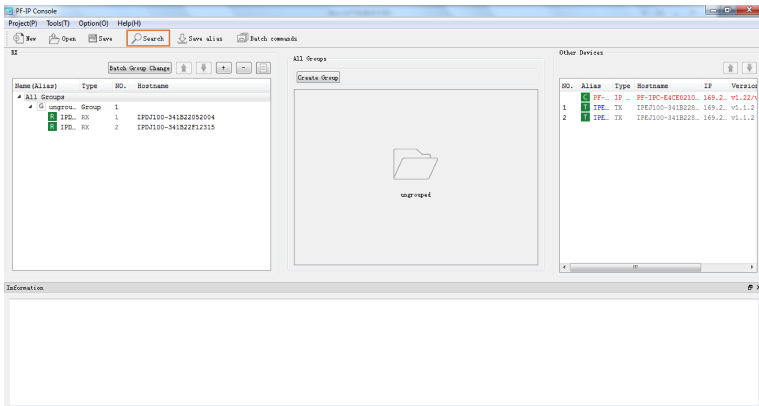 PF-IP Console
Project(P) Tools(T) Option(O) Help(H)
New Open Save Search Save alias Batch commands
RX
Batch Group Change + -
Name(Alias) Type NO. Hostname
All Groups
G ungrou… Group 1
R IPD… RX 1 IPDJ100-341B22052004
R IPD… RX 2 IPDJ100-341B22F12315
All Groups
Create Group
ungrouped
Other Devices
NO. Alias Type Hostname IP Version
C PF-… IP … PF-IPC-E4CE0210… 169.2… v1.22/v
1 T IPE… TX IPEJ100-341B228… 169.2… v1.1.2
2 T IPE… TX IPEJ100-341B228… 169.2… v1.1.2
Information